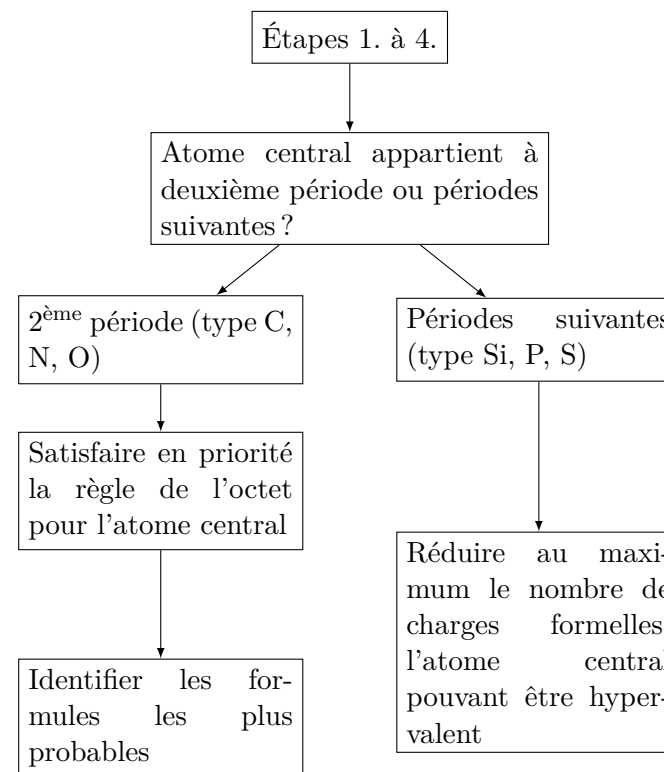 Étapes 1. à 4.
Atome central appartient à
deuxième période ou périodes
suivantes ?
2ème période (type C,
N, O)
Périodes suivantes
(type Si, P, S)
Satisfaire en priorité
la règle de l'octet
pour l'atome central
Réduire au maxi-
mum le nombre de
charges formelles,
l'atome central
pouvant être hyper-
valent
Identifier les for-
mules les plus
probables